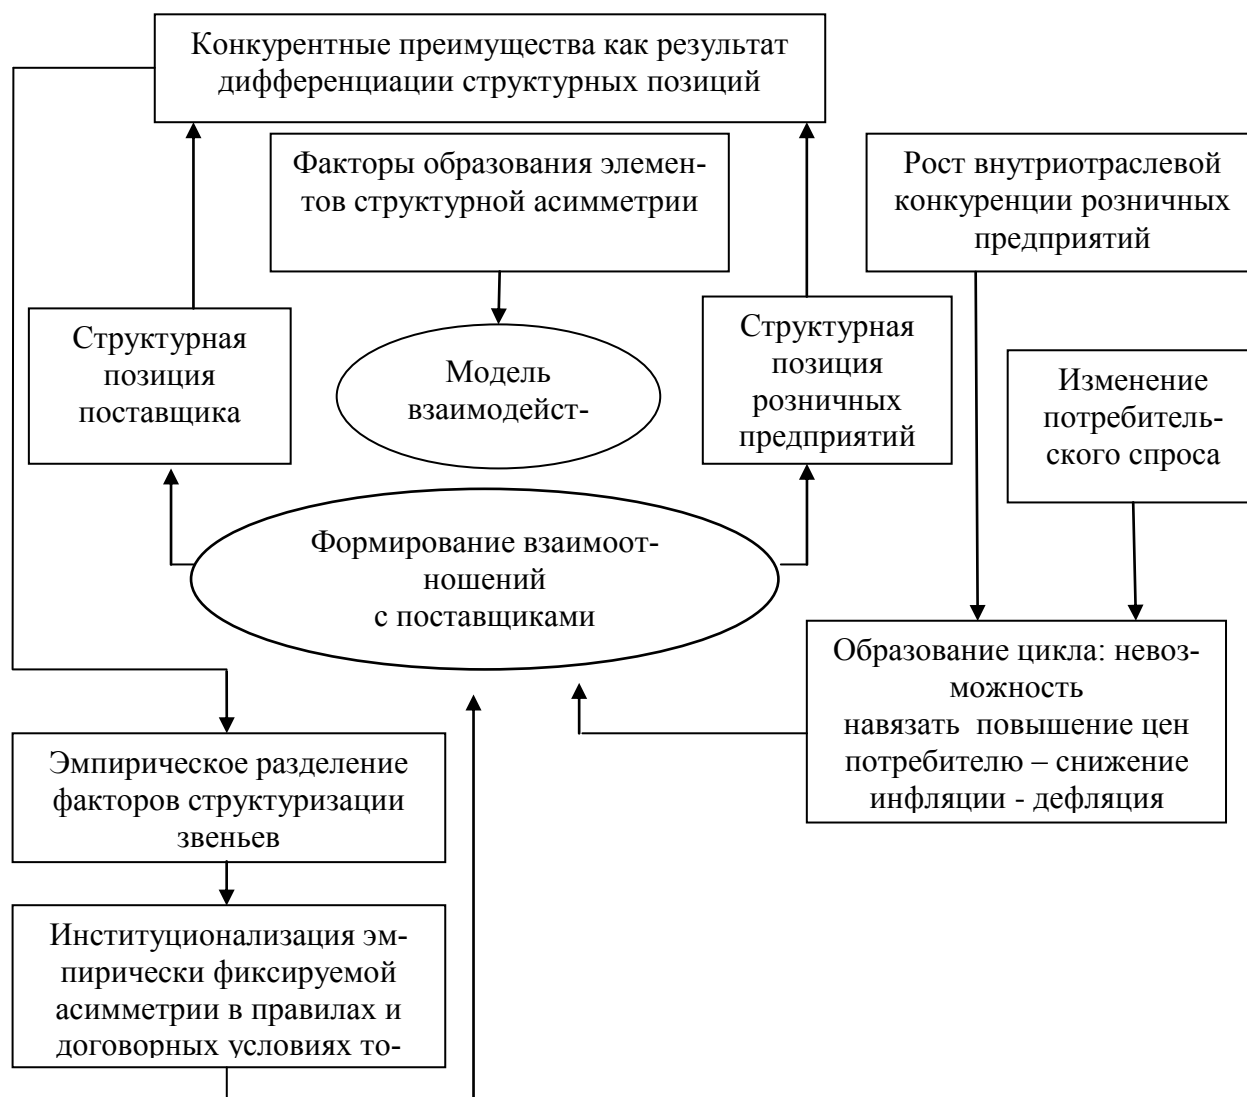 Конкурентные преимущества как результат
дифференциации структурных позиций
Факторы образования элемен-
тов структурной асимметрии
Рост внутриотраслевой
конкуренции розничных
предприятий
Структурная
позиция
поставщика
Модель
взаимодейст-
Структурная
позиция
розничных
предприятий
Изменение
потребитель-
ского спроса
Формирование взаимоот-
ношений
с поставщиками
Образование цикла: невоз-
можность
навязать повышение цен
потребителю – снижение
инфляции - дефляция
Эмпирическое разделение
факторов структуризации
звеньев
Институционализация эм-
пирически фиксируемой
асимметрии в правилах и
договорных условиях то-